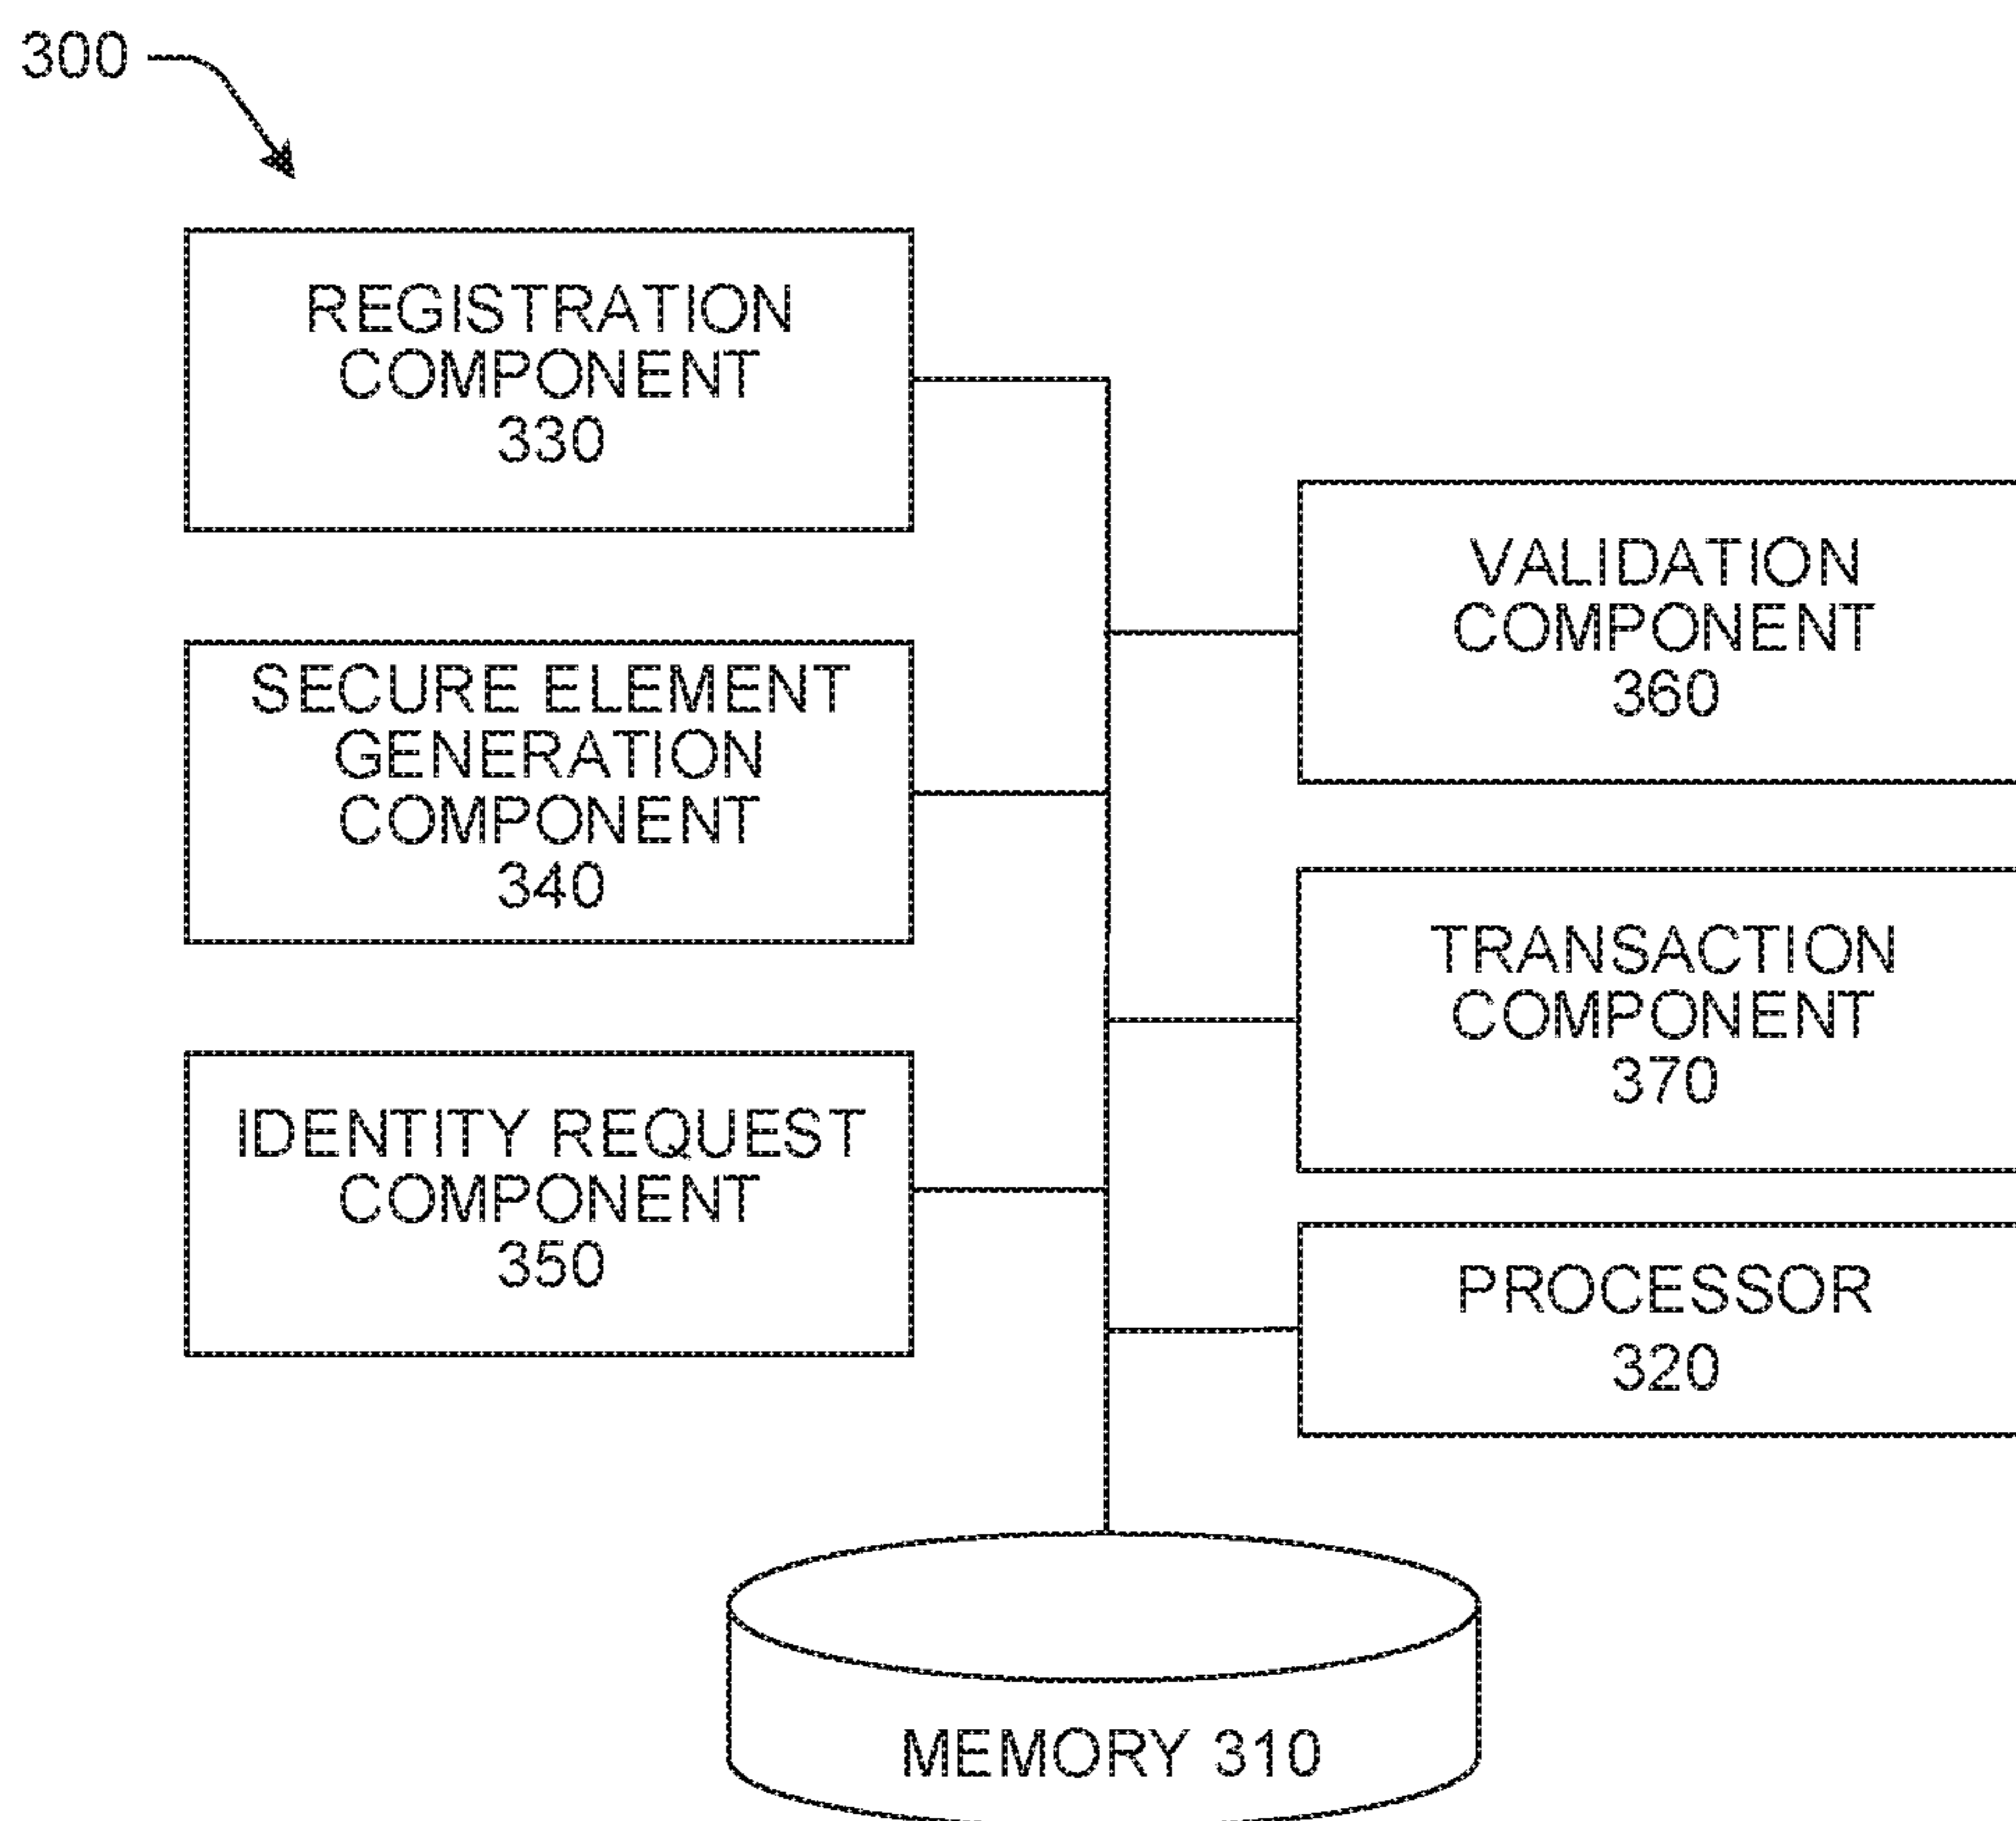 300
REGISTRATION
COMPONENT
330
SECURE ELEMENT
GENERATION
COMPONENT
340
IDENTITY REQUEST
COMPONENT
350
VALIDATION
COMPONENT
360
TRANSACTION
COMPONENT
370
PROCESSOR
320
MEMORY 310